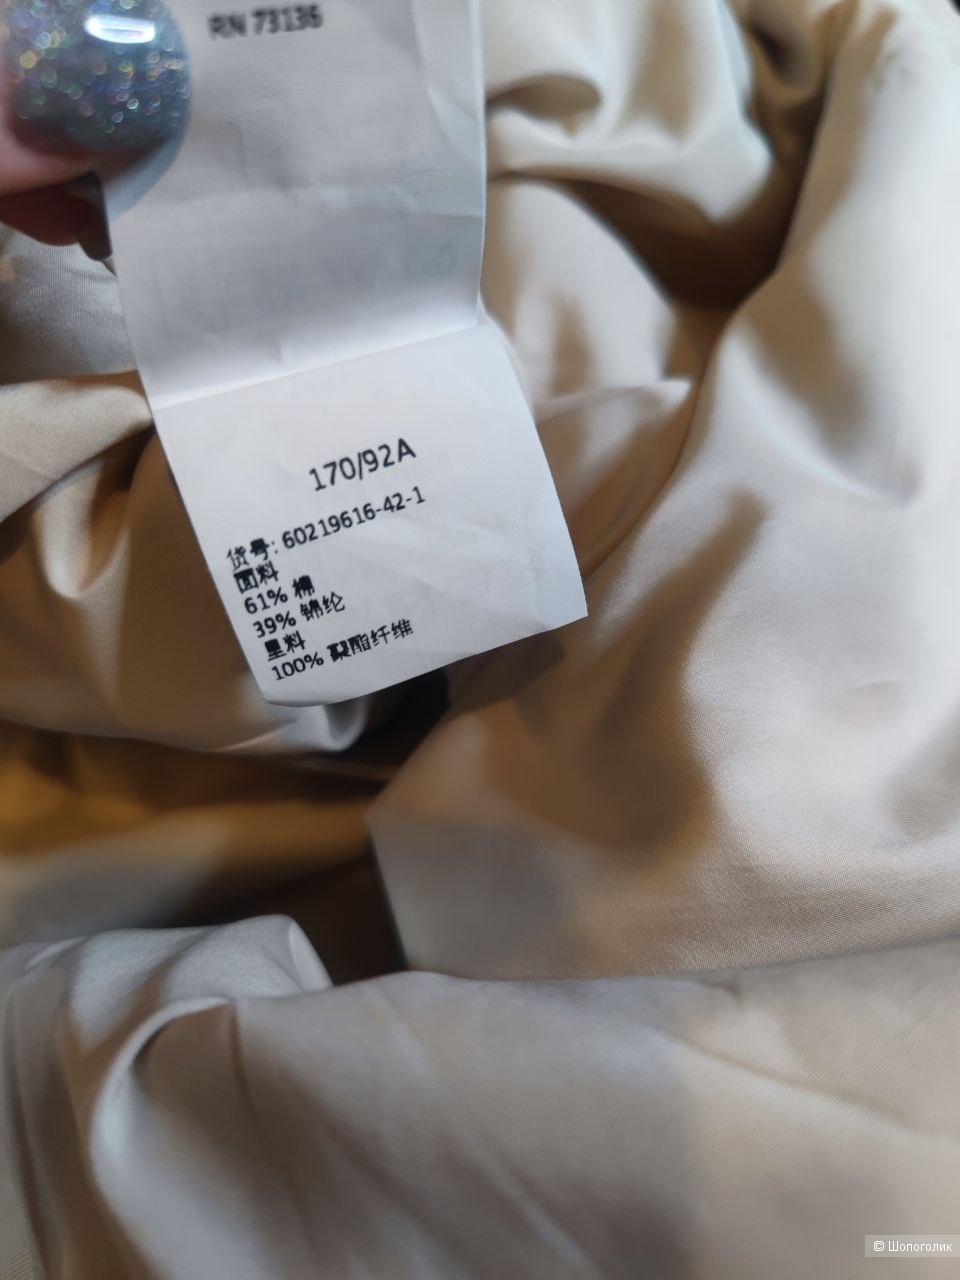 RN 73136
170/92A
货号: 60219616-42-1
面料
61% 棉
39% 锦纶
里料
100% 聚酯纤维
© Шопоголик